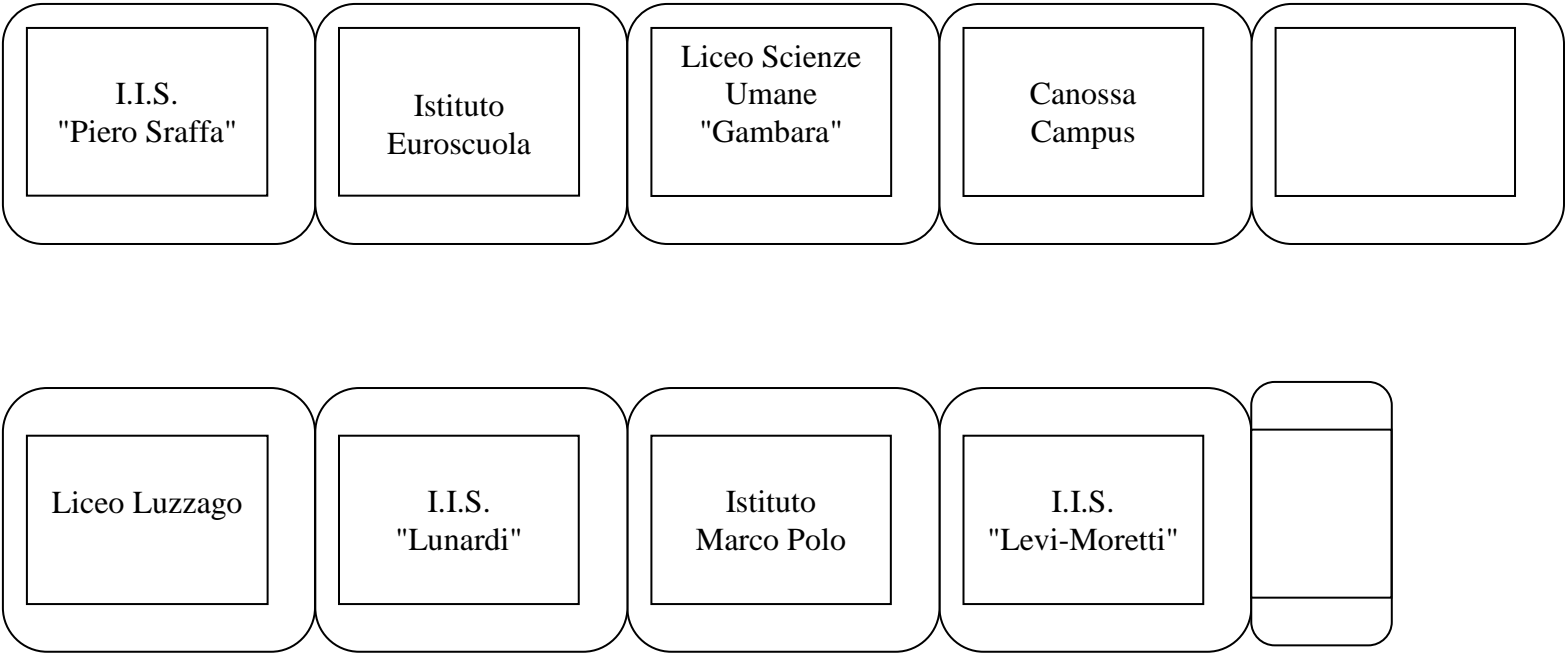 I.I.S.
"Piero Sraffa"
Istituto
Euroscuola
Liceo Scienze
Umane
"Gambara"
Canossa
Campus
Liceo Luzzago
I.I.S.
"Lunardi"
Istituto
Marco Polo
I.I.S.
"Levi-Moretti"